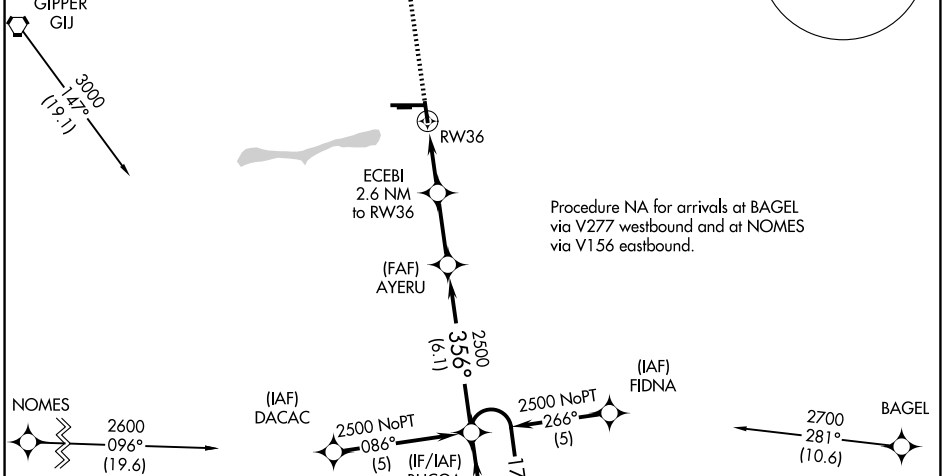 GIPPER
GIJ
3000
147°
(19.1)
RW36
ECEBI
2.6 NM
to RW36
Procedure NA for arrivals at BAGEL
via V277 westbound and at NOMES
via V156 eastbound.
(FAF)
AYERU
2500
356°
(6.1)
(IAF)
FIDNA
NOMES
2600
096°
(19.6)
(IAF)
DACAC
2500 NoPT
086°
(5)
2500 NoPT
266°
(5)
BAGEL
2700
281°
(10.6)
(IF/IAF)
17